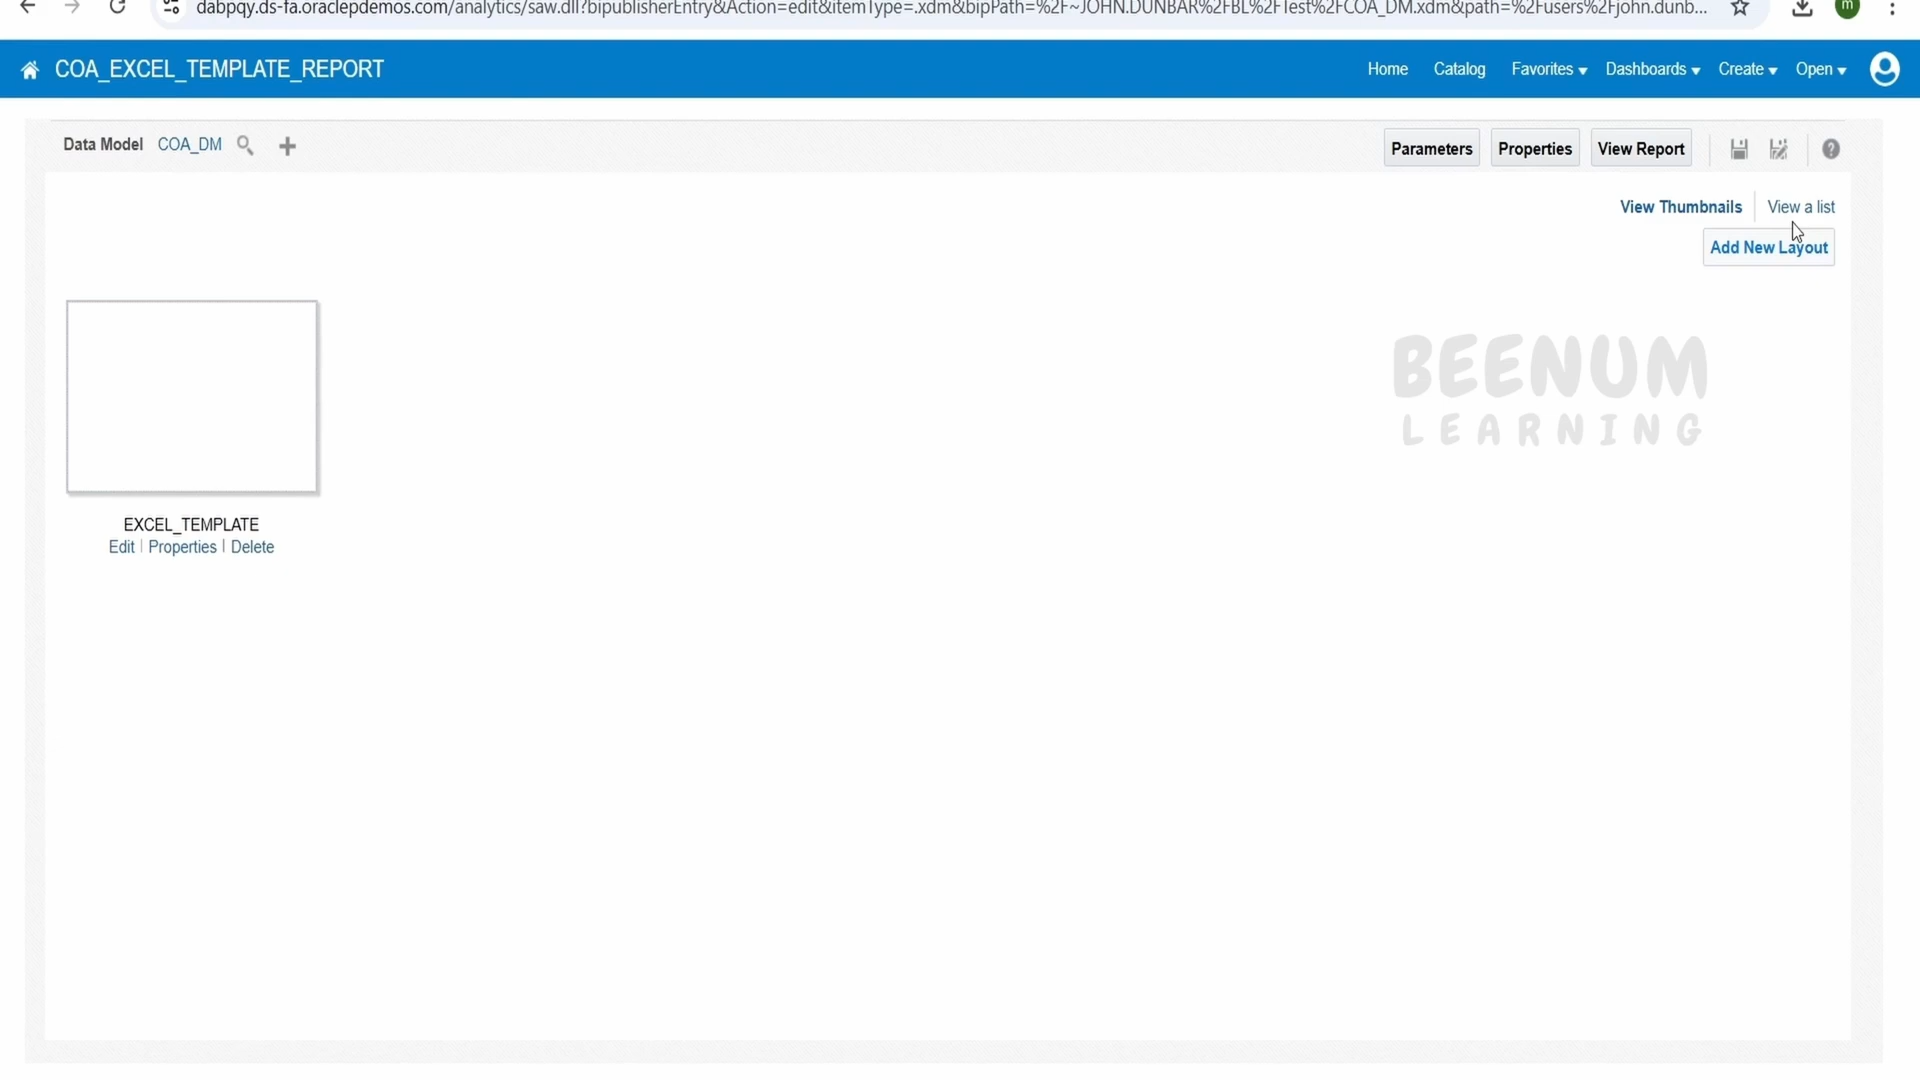 dabpqy.ds-fa.oraclepdemos.com/analytics/saw.dll?bipublisherEntry&Action=edit&itemType=.xdm&bipPath=%2F~JOHN.DUNBAR%2FBL%2FTest%2FCOA_DM.xdm&path=%2Fusers%2Fjohn.dunb...
m
COA_EXCEL_TEMPLATE_REPORT
Home Catalog Favorites Dashboards Create Open
Data Model COA_DM
Parameters Properties View Report
?
View Thumbnails View a list
Add New Layout
BEENUM
LEARNING
EXCEL_TEMPLATE
Edit | Properties | Delete